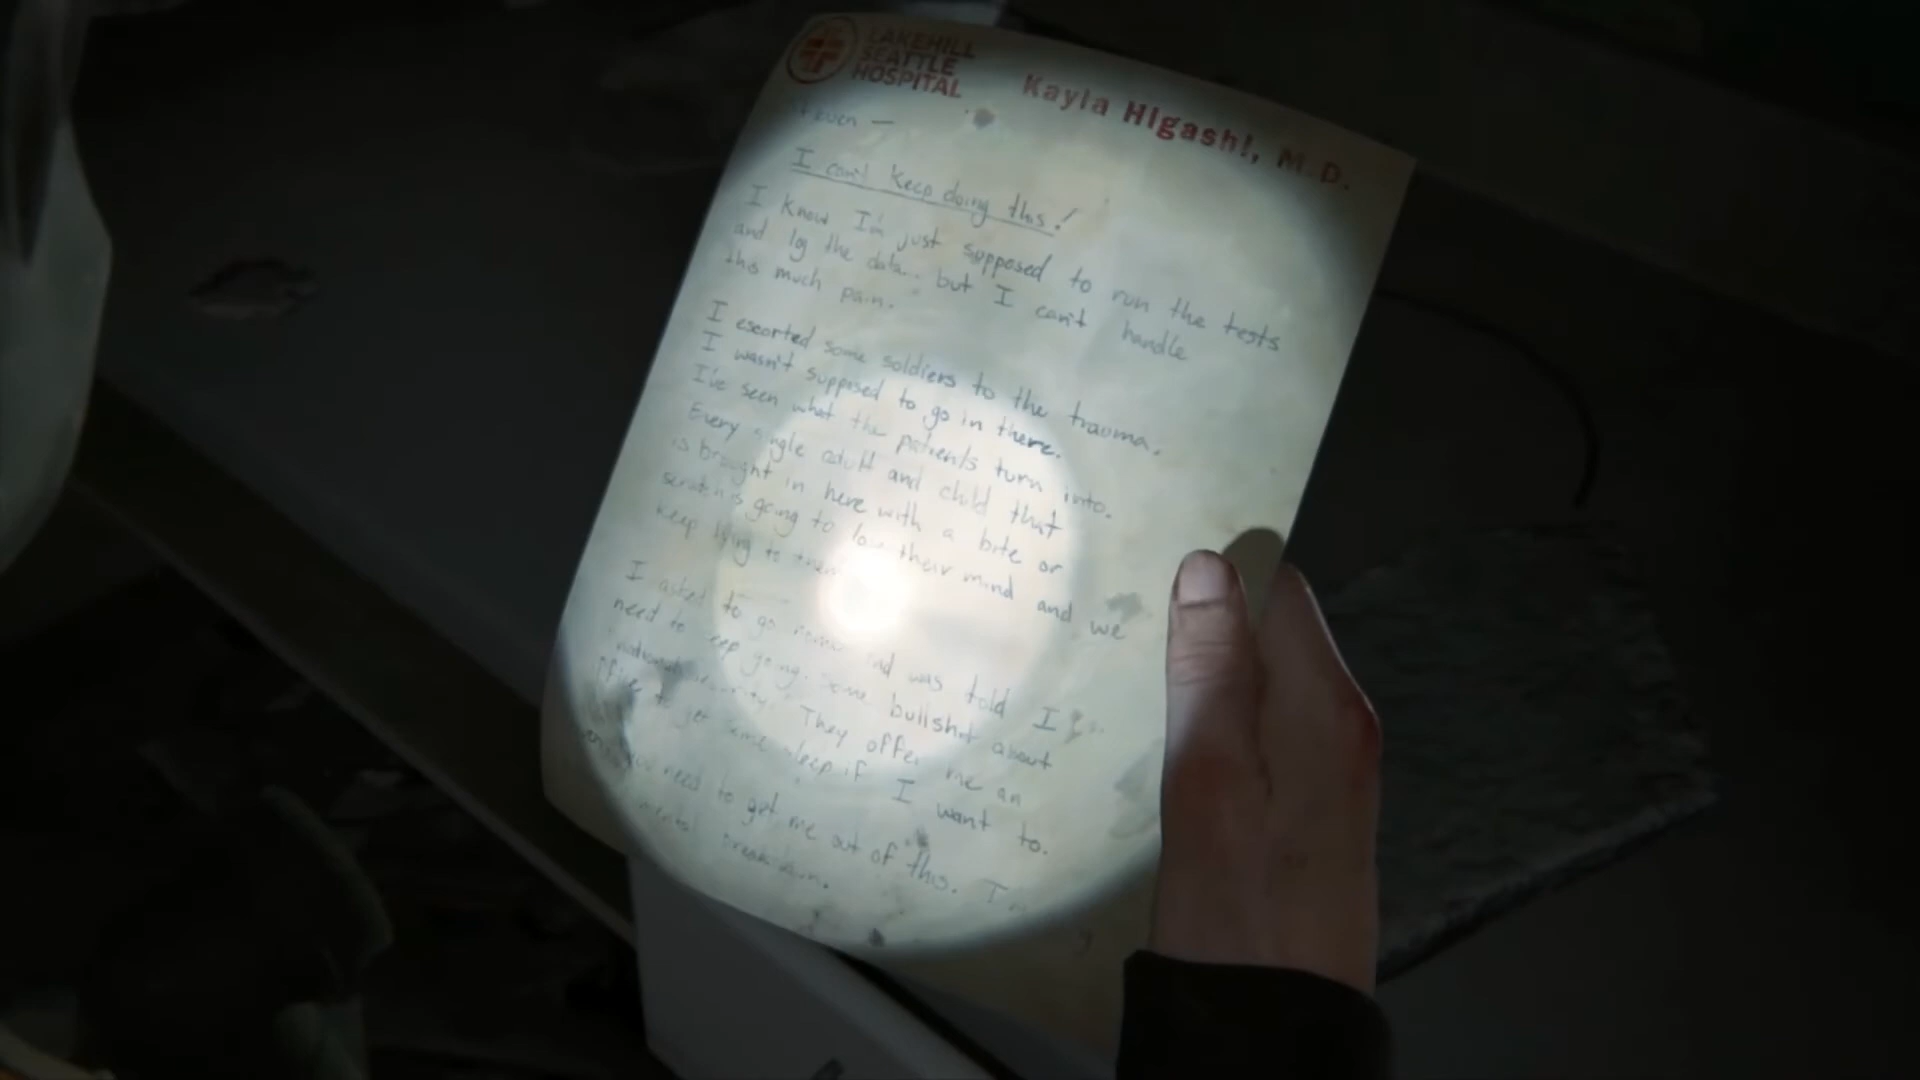 LAKEHILL
SEATTLE
HOSPITAL
Kayla Higashi, M.D.
I can't keep doing this!
I know I'm just supposed to run the tests
and log the data... but I can't handle
this much pain.
I escorted some soldiers to the trauma.
I wasn't supposed to go in there.
I've seen what the patients turn into.
Every single adult and child that
is brought in here with a bite or
scratch is going to lose their mind and we
keep lying to them
I asked to go home and was told I
need to keep going. Some bullshit about
"national security." They offer me an
office to get some sleep if I want to.
you need to get me out of this. I'm
mental breakdown.